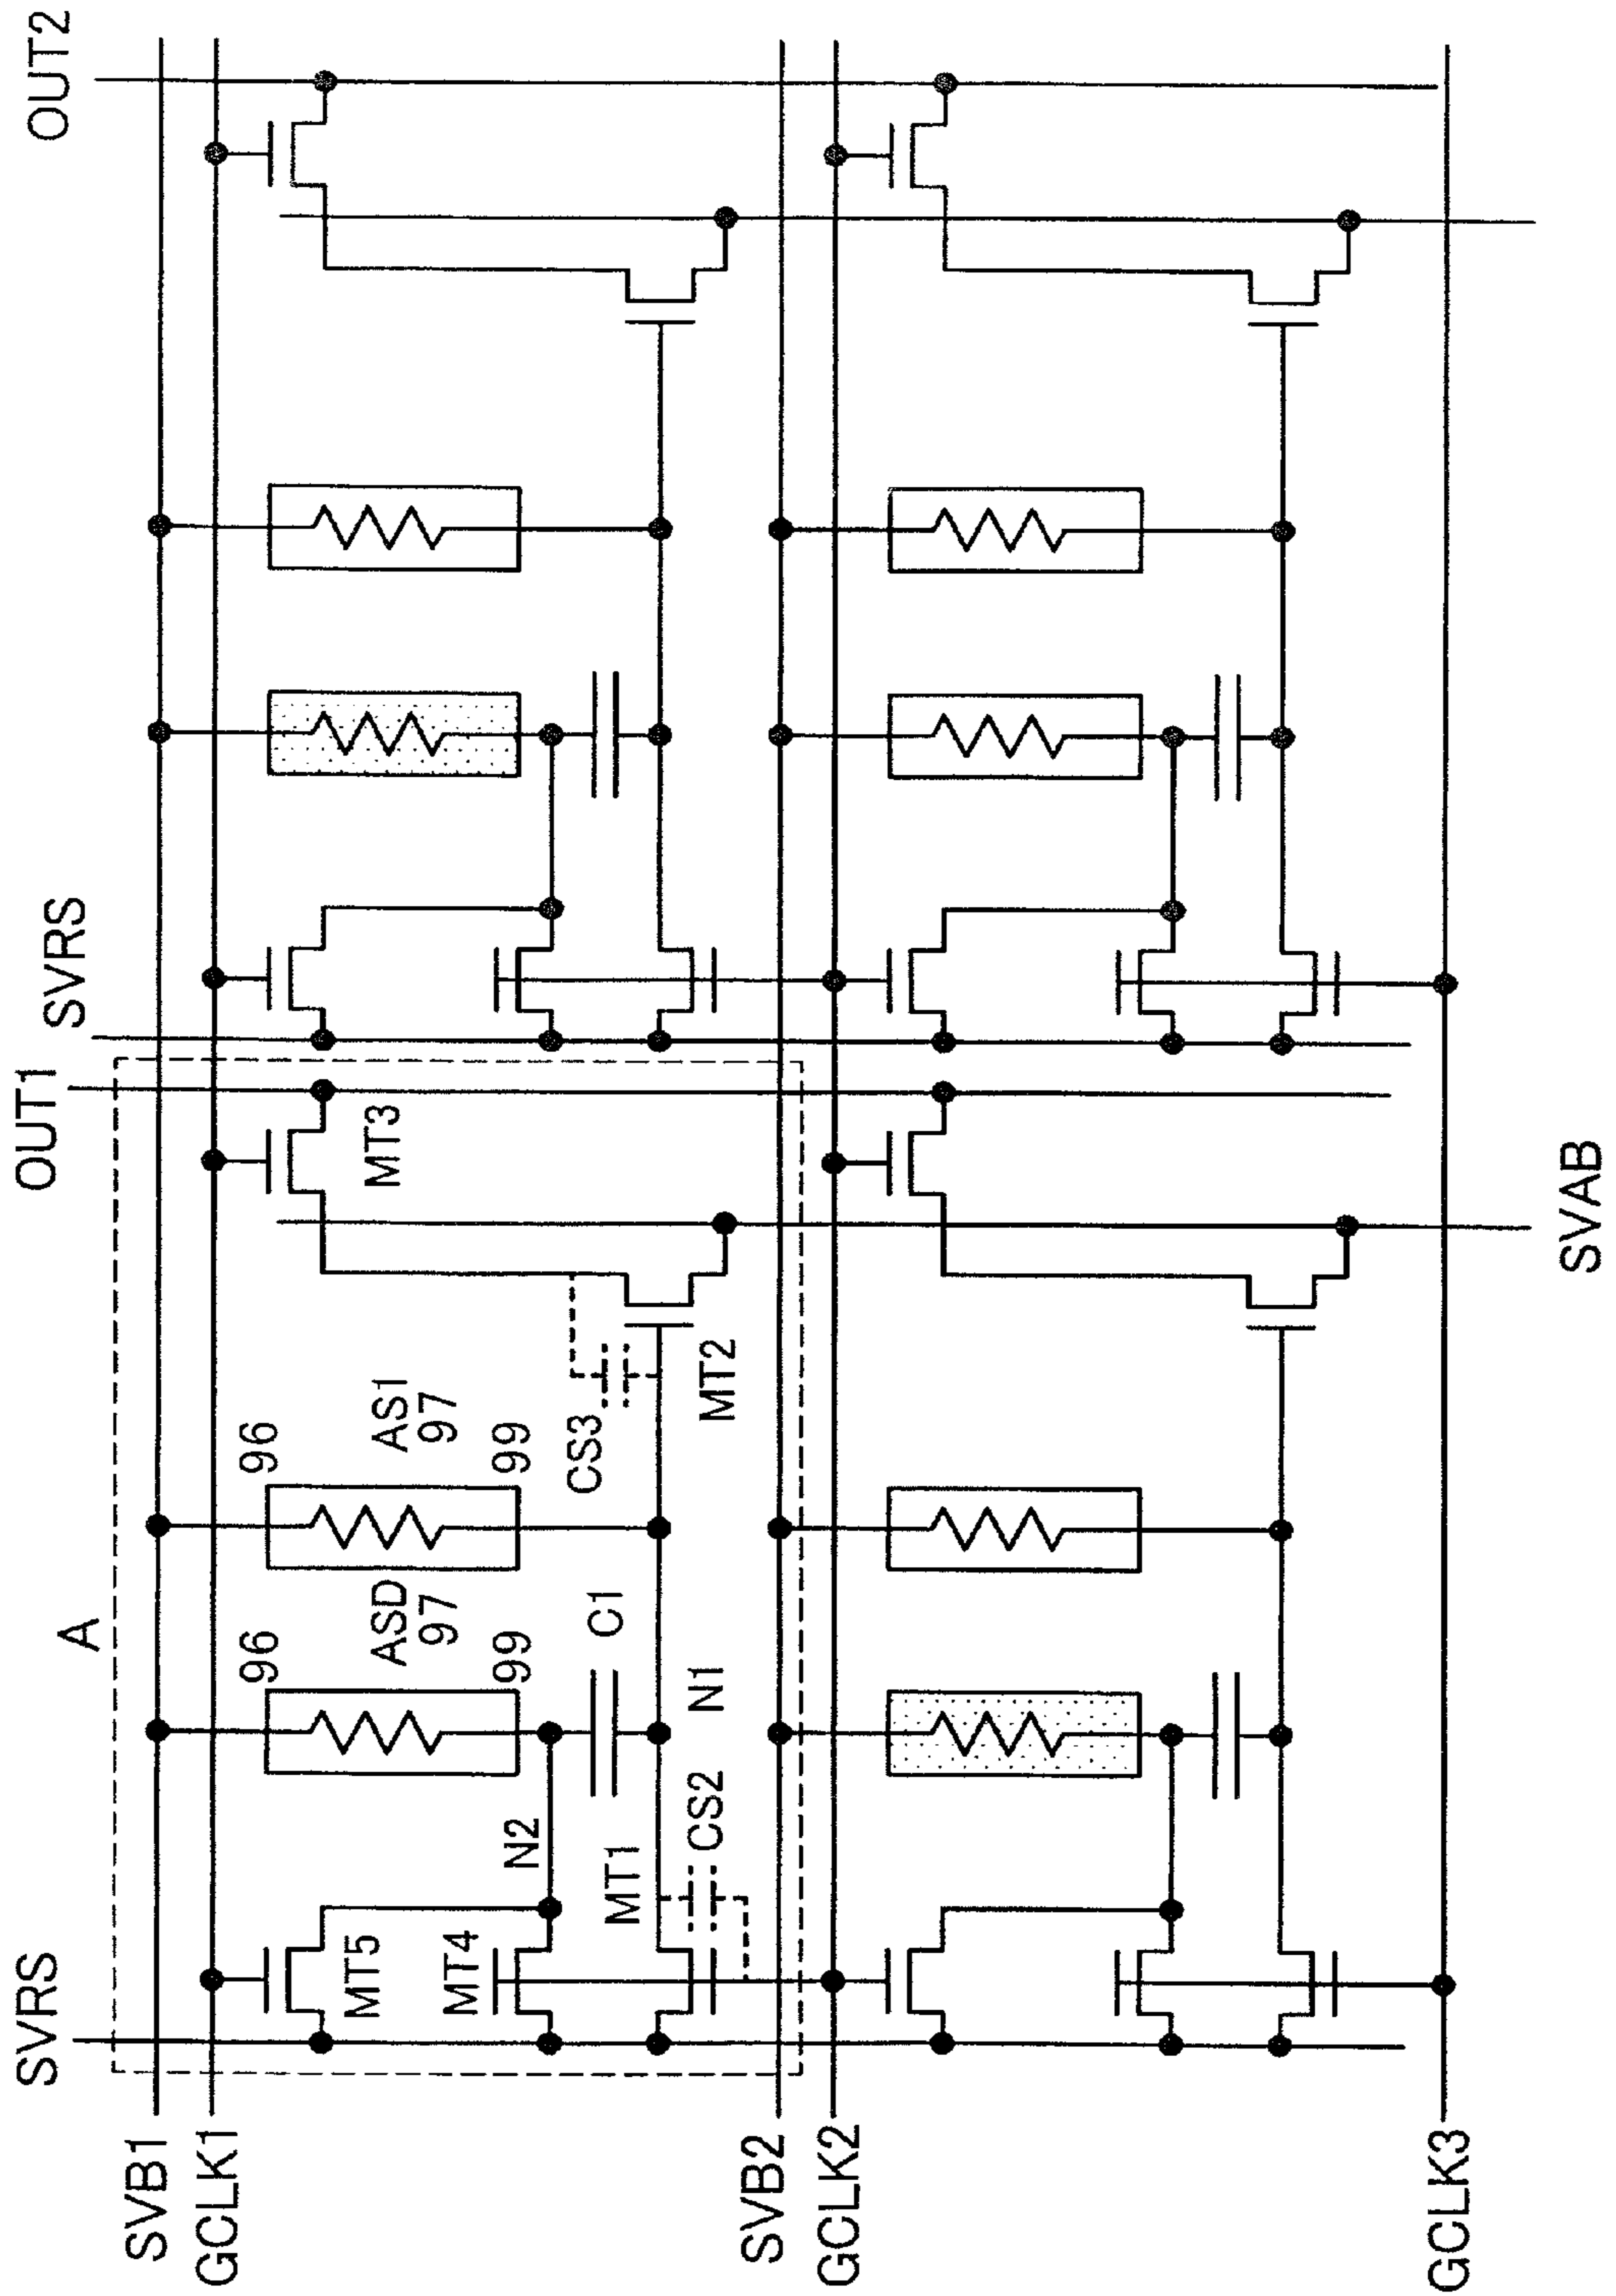 OUT2
SVRS
OUT1
A
SVRS
MT3
96
AS1
97
99
CS3
MT2
96
ASD
97
99
C1
N1
N2
MT1
CS2
MT5
MT4
SVAB
SVB1
GCLK1
SVB2
GCLK2
GCLK3